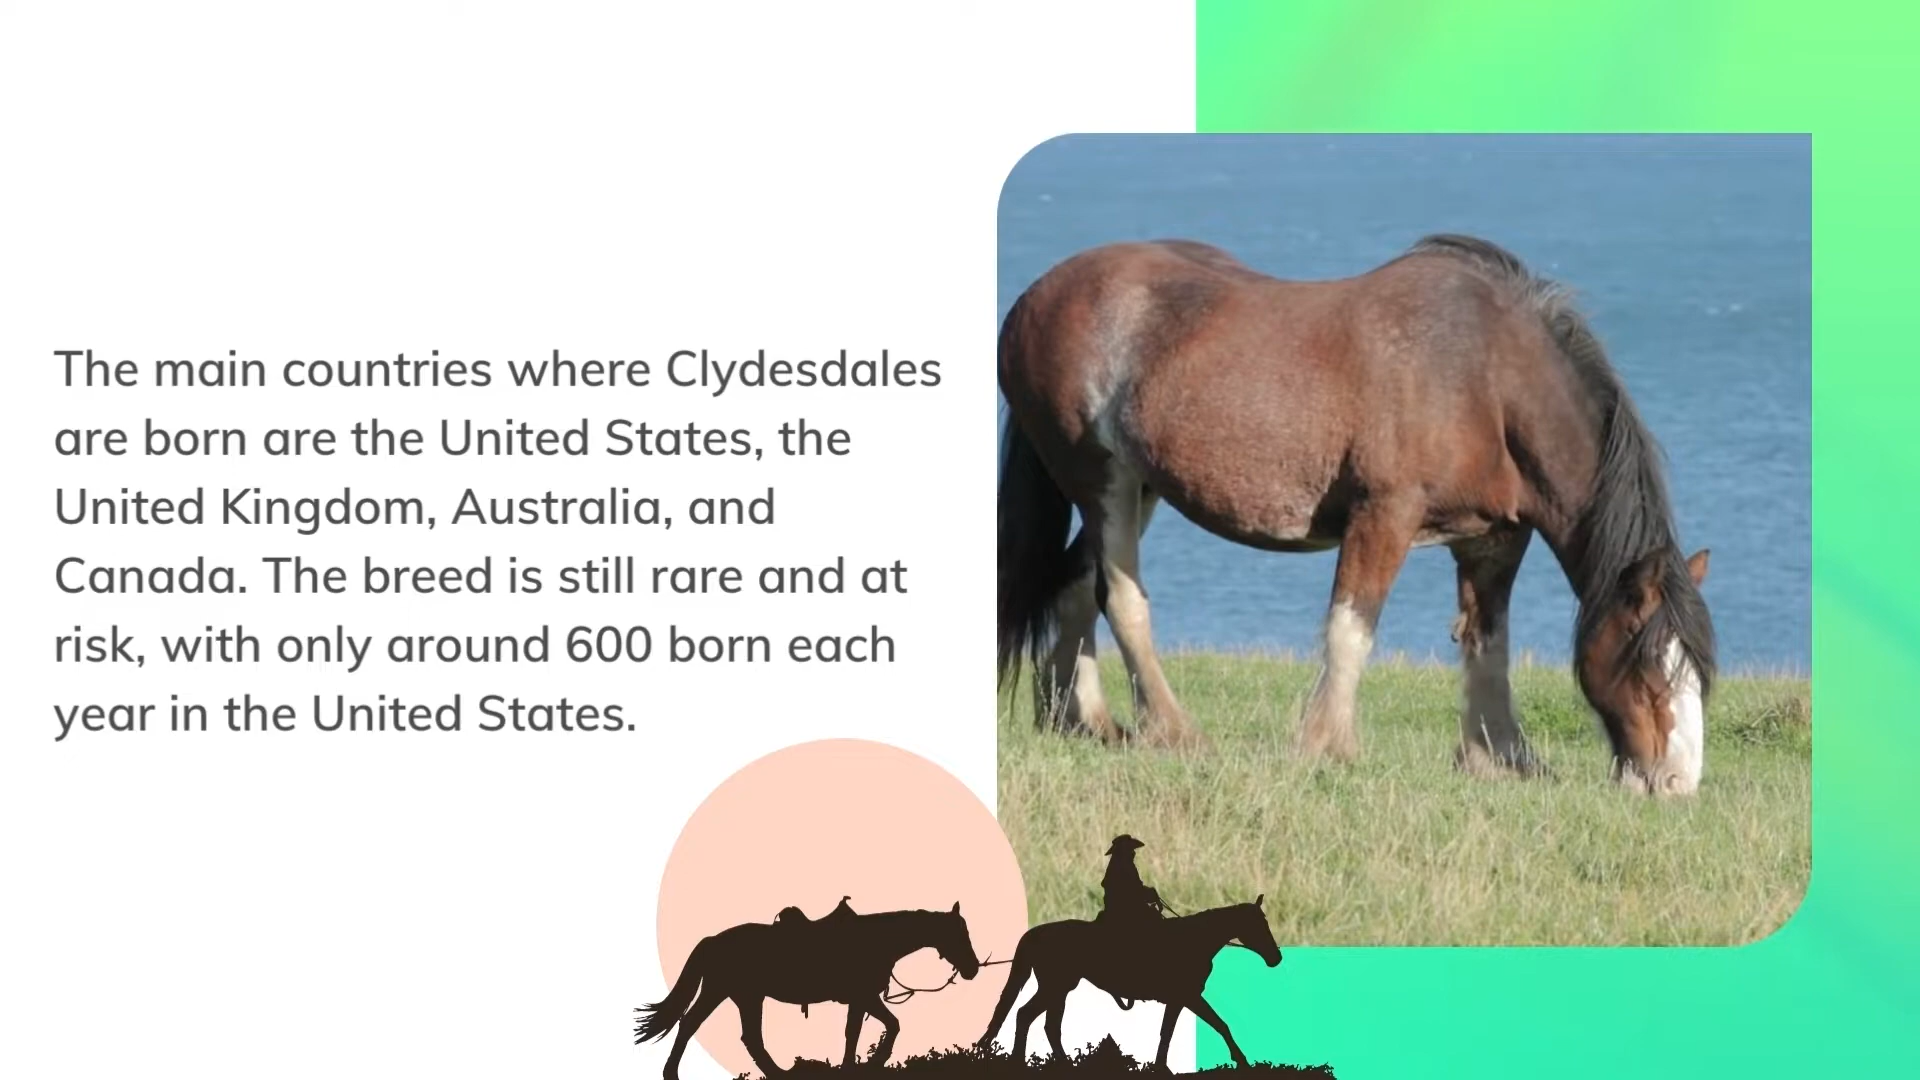 The main countries where Clydesdales
are born are the United States, the
United Kingdom, Australia, and
Canada. The breed is still rare and at
risk, with only around 600 born each
year in the United States.